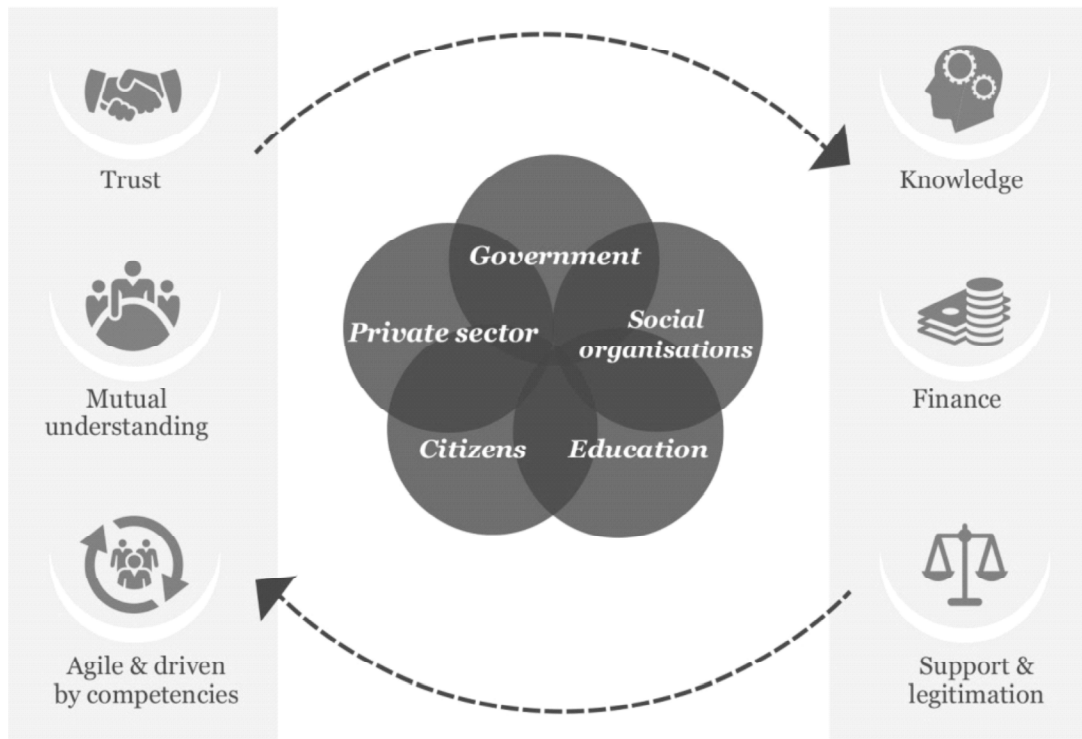 Trust
Mutual
understanding
Agile & driven
by competencies
Government
Private sector
Social
organisations
Citizens
Education
Knowledge
Finance
Support &
legitimation